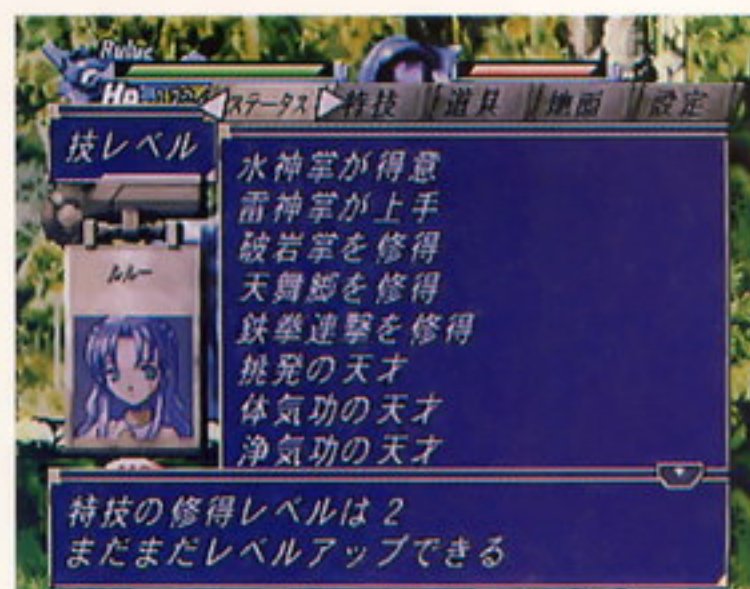 Rulue
Hp
ステータス 特技 道具 地面 設定
技レベル
水神掌が得意
雷神掌が上手
破岩掌を修得
天舞脚を修得
鉄拳連撃を修得
挑発の天才
体気功の天才
浄気功の天才
ルルー
特技の修得レベルは 2
まだまだレベルアップできる